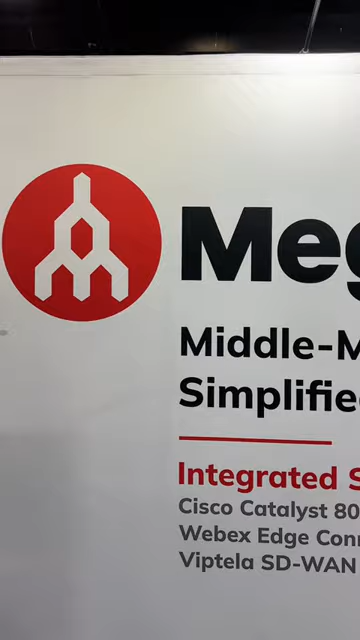 Meg
Middle-M
Simplifie
Integrated S
Cisco Catalyst 80
Webex Edge Conn
Viptela SD-WAN